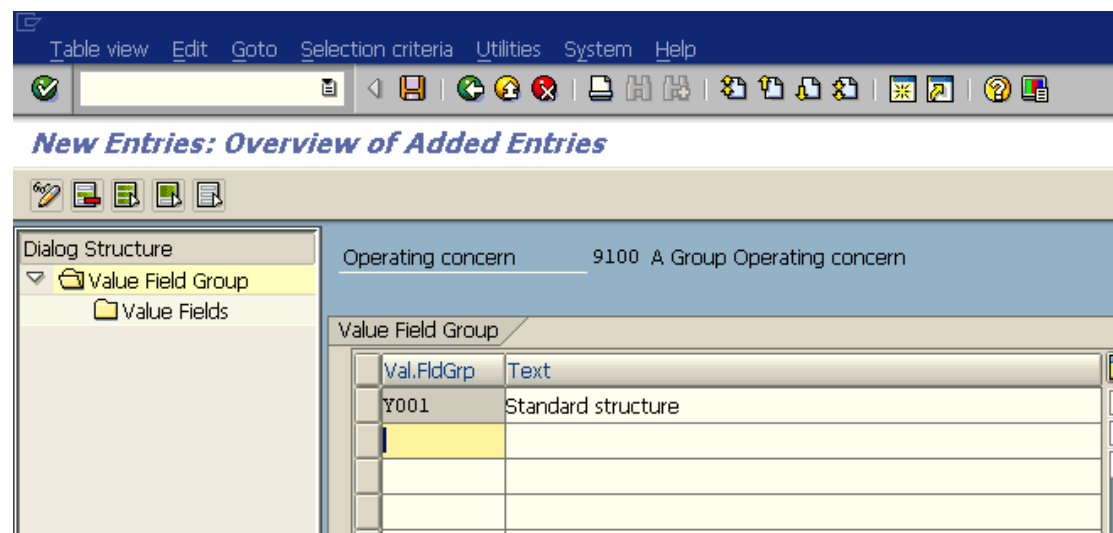 Table view Edit Goto Selection criteria Utilities System Help
New Entries: Overview of Added Entries
Dialog Structure
Value Field Group
Value Fields
Operating concern 9100 A Group Operating concern
Value Field Group
Val.FldGrp Text
Y001 Standard structure